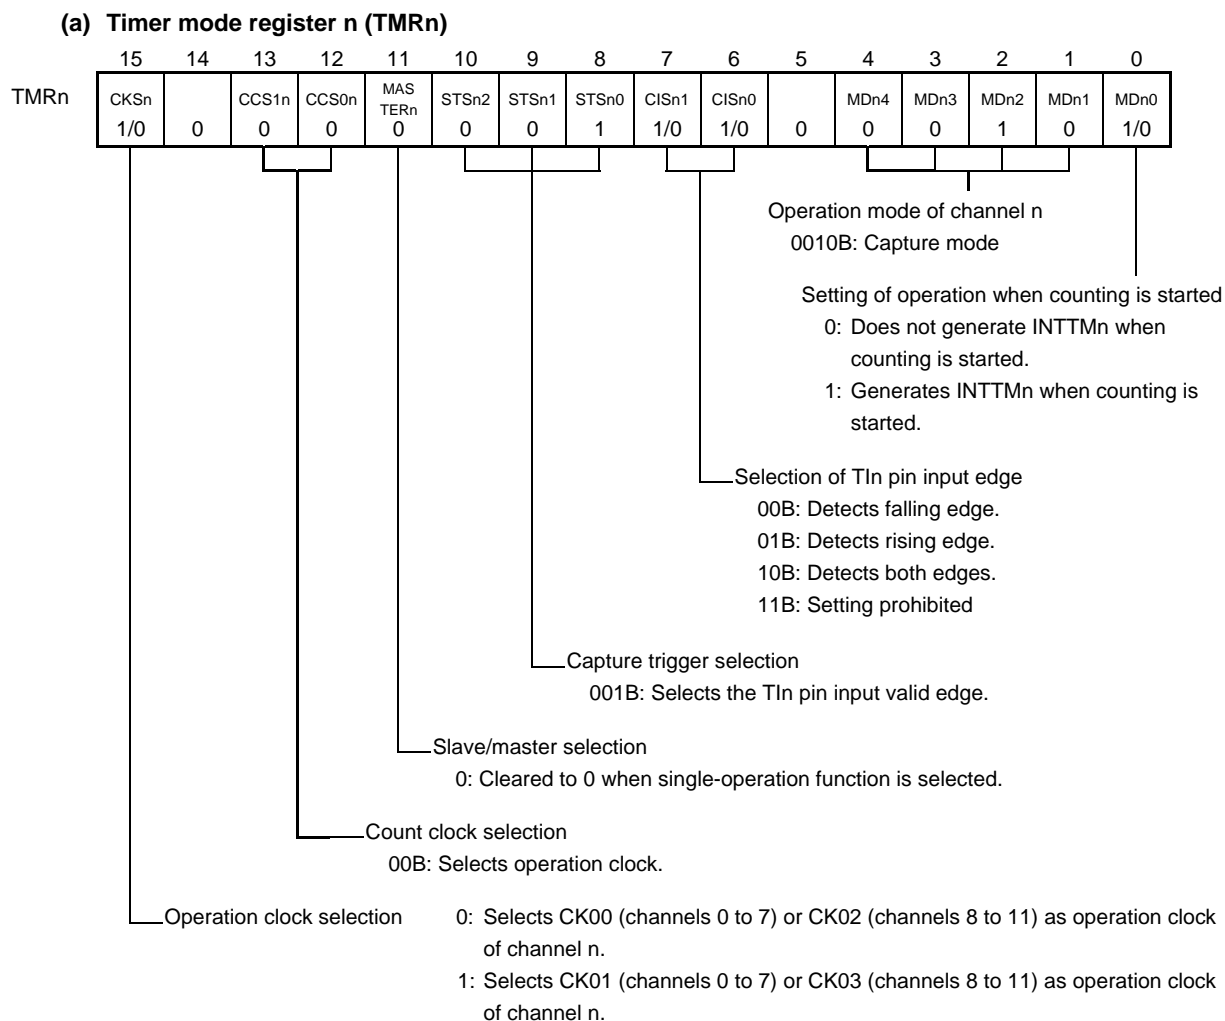 (a) Timer mode register n (TMRn)
15 14 13 12 11 10 9 8 7 6 5 4 3 2 1 0
TMRn CKSn CCS1n CCS0n MAS TERn STSn2 STSn1 STSn0 CISn1 CISn0 MDn4 MDn3 MDn2 MDn1 MDn0
1/0 0 0 0 0 0 0 1 1/0 1/0 0 0 0 1 0 1/0
Operation mode of channel n
0010B: Capture mode
Setting of operation when counting is started
0: Does not generate INTTMn when
counting is started.
1: Generates INTTMn when counting is
started.
Selection of TIn pin input edge
00B: Detects falling edge.
01B: Detects rising edge.
10B: Detects both edges.
11B: Setting prohibited
Capture trigger selection
001B: Selects the TIn pin input valid edge.
Slave/master selection
0: Cleared to 0 when single-operation function is selected.
Count clock selection
00B: Selects operation clock.
Operation clock selection 0: Selects CK00 (channels 0 to 7) or CK02 (channels 8 to 11) as operation clock
of channel n.
1: Selects CK01 (channels 0 to 7) or CK03 (channels 8 to 11) as operation clock
of channel n.